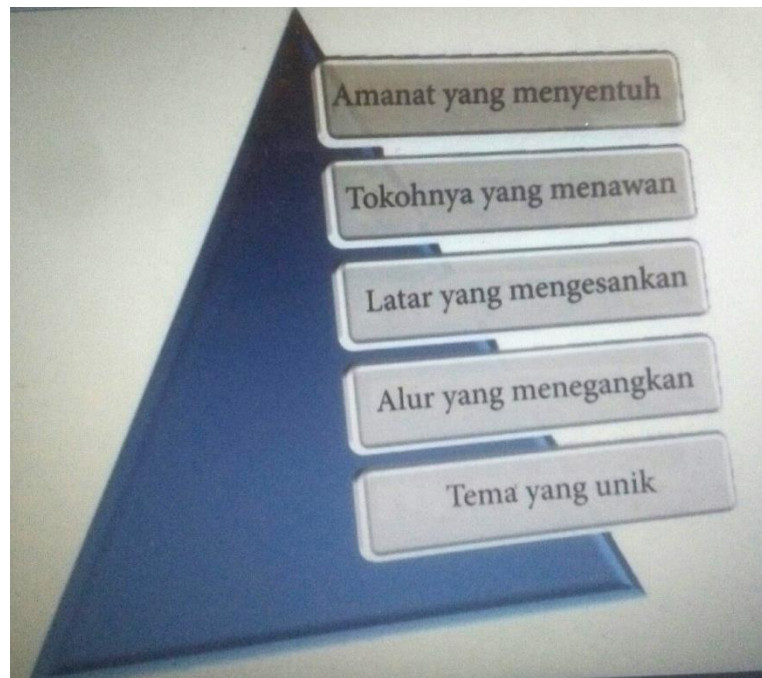 Amanat yang menyentuh
Tokohnya yang menawan
Latar yang mengesankan
Alur yang menegangkan
Tema yang unik